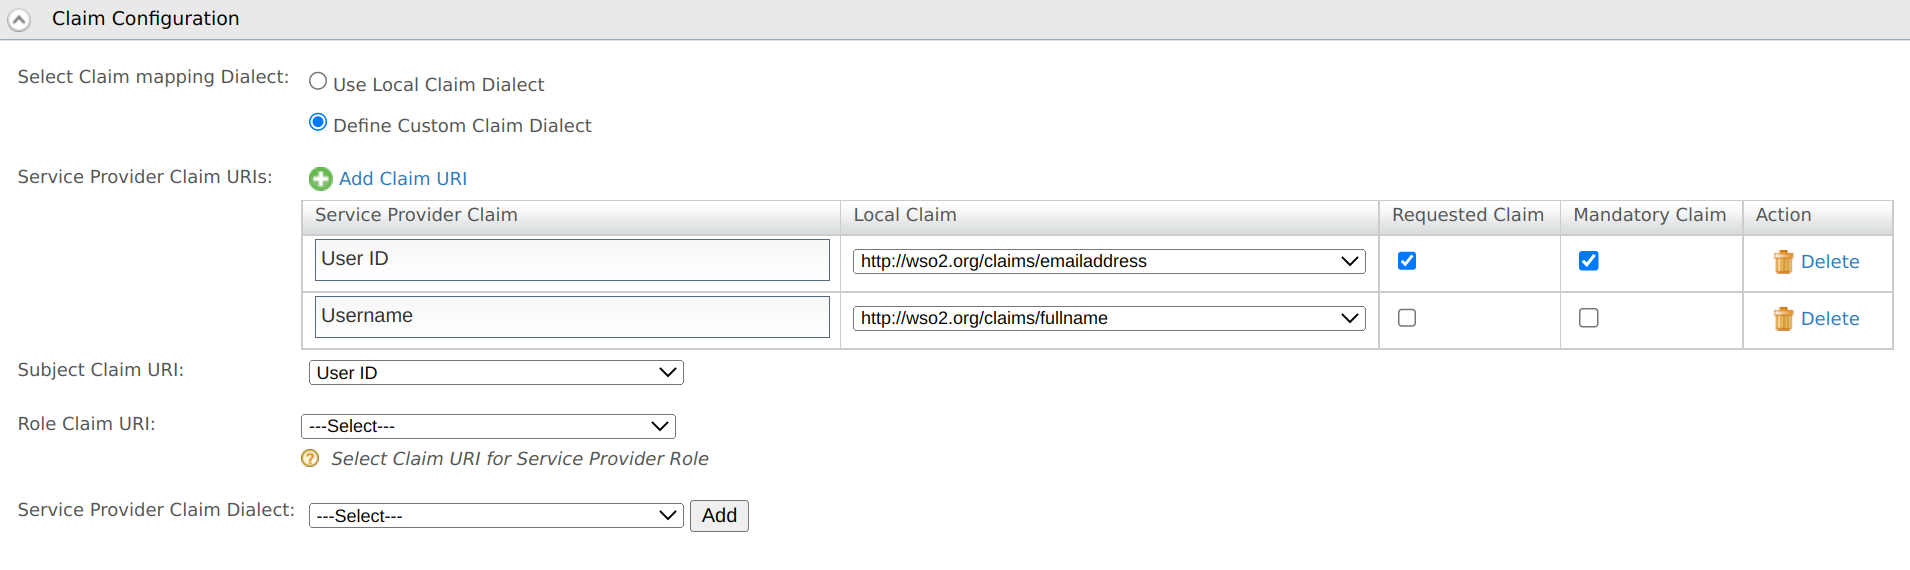 Claim Configuration
Select Claim mapping Dialect:
Use Local Claim Dialect
Define Custom Claim Dialect
Service Provider Claim URIs:
Add Claim URI
Service Provider Claim Local Claim Requested Claim Mandatory Claim Action
User ID http://wso2.org/claims/emailaddress Delete
Username http://wso2.org/claims/fullname Delete
Subject Claim URI: User ID
Role Claim URI: ---Select---
Select Claim URI for Service Provider Role
Service Provider Claim Dialect: ---Select--- Add